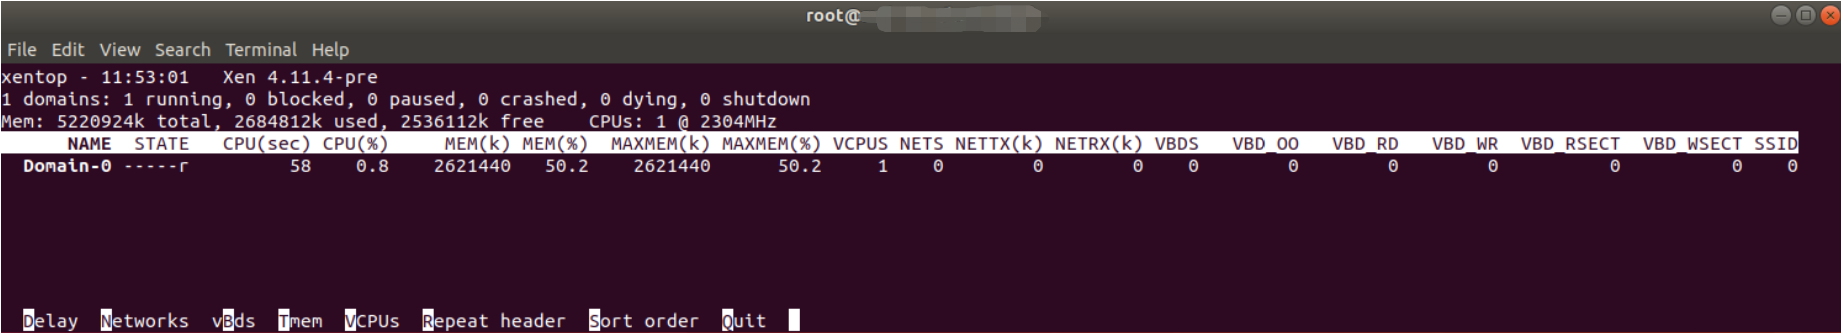 root@
File Edit View Search Terminal Help
xentop - 11:53:01 Xen 4.11.4-pre
1 domains: 1 running, 0 blocked, 0 paused, 0 crashed, 0 dying, 0 shutdown
Mem: 5220924k total, 2684812k used, 2536112k free CPUs: 1 @ 2304MHz
NAME STATE CPU(sec) CPU(%) MEM(k) MEM(%) MAXMEM(k) MAXMEM(%) VCPUS NETS NETTX(k) NETRX(k) VBDS VBD_OO VBD_RD VBD_WR VBD_RSECT VBD_WSECT SSID
Domain-0 -----r 58 0.8 2621440 50.2 2621440 50.2 1 0 0 0 0 0 0 0 0 0 0
Delay Networks vBds Tmem VCPUs Repeat header Sort order Quit